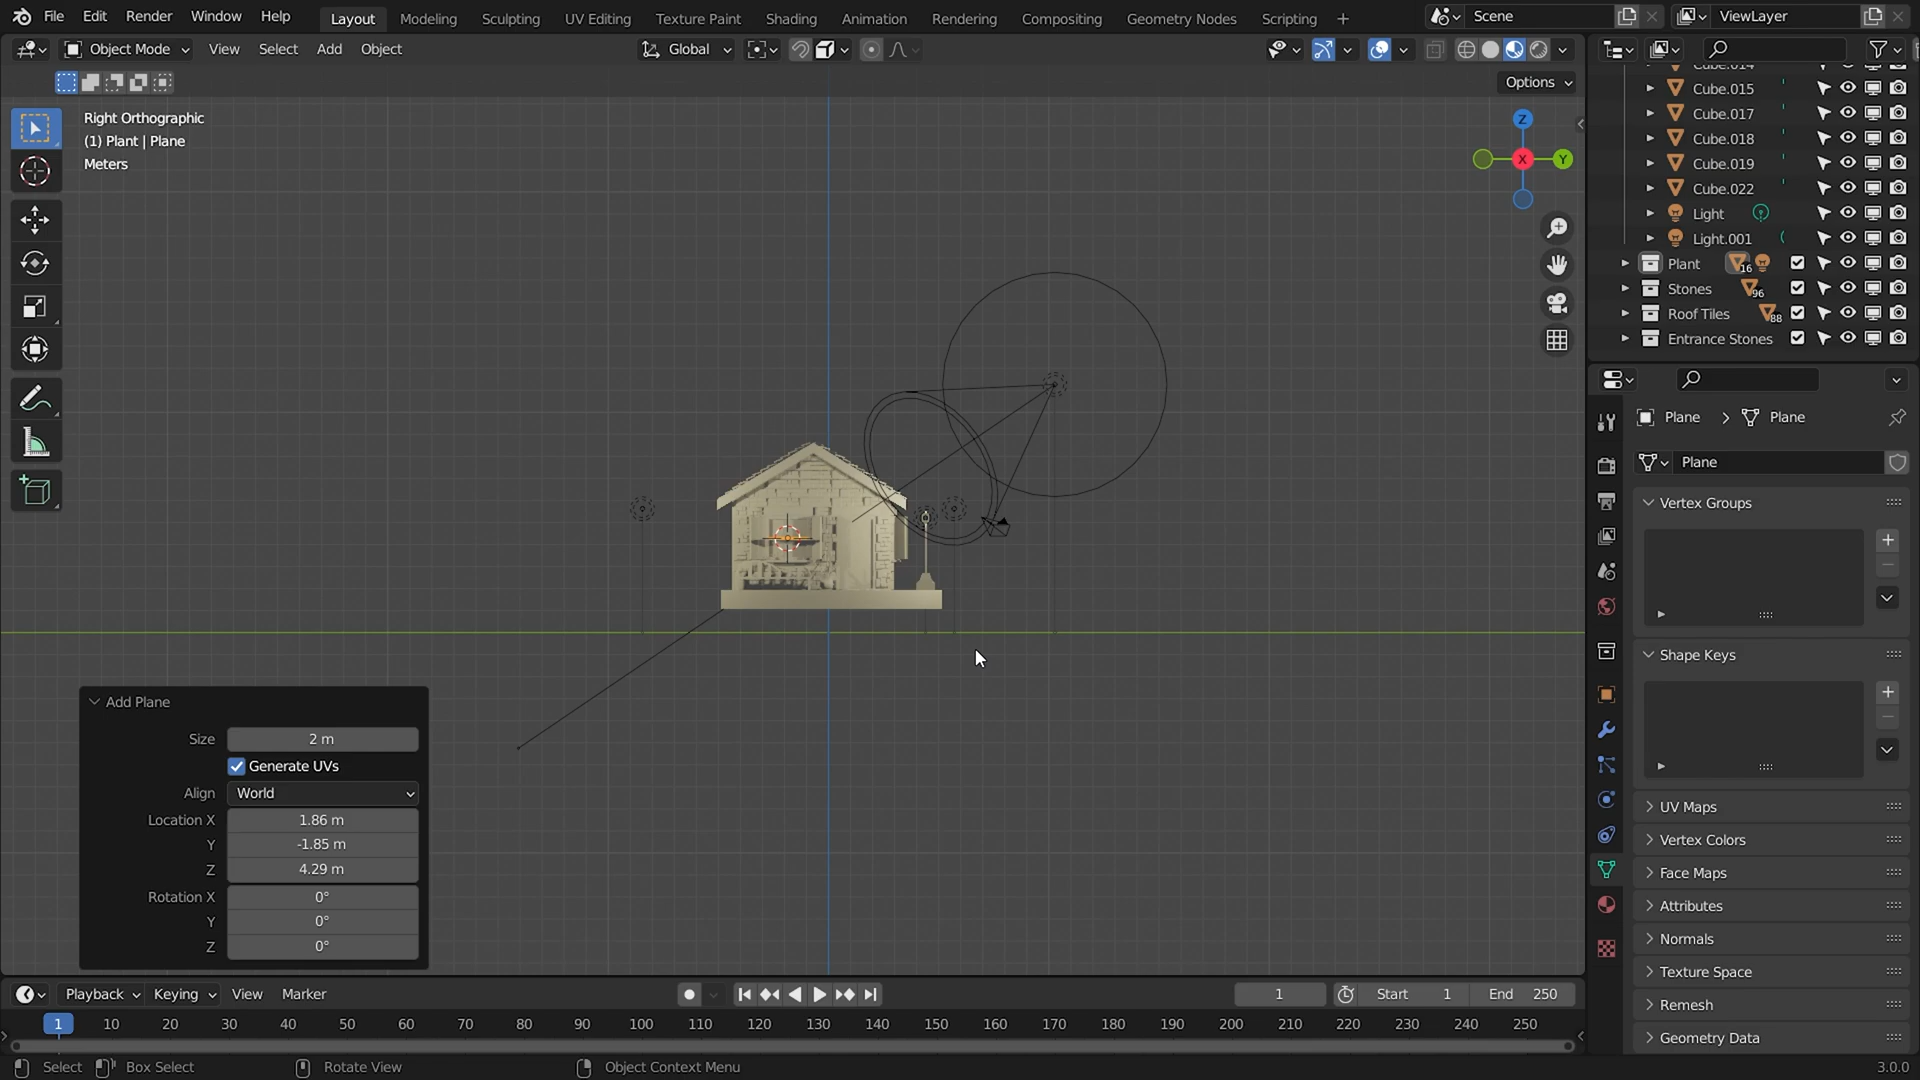 File Edit Render Window Help Layout Modeling Sculpting UV Editing Texture Paint Shading Animation Rendering Compositing Geometry Nodes Scripting + Scene ViewLayer
Object Mode View Select Add Object Global
Options
Right Orthographic
(1) Plant | Plane
Meters
Z
X
Y
Cube.014
Cube.015
Cube.017
Cube.018
Cube.019
Cube.022
Light
Light.001
Plant 16
Stones 96
Roof Tiles 88
Entrance Stones
Plane > Plane
Plane
Vertex Groups
Shape Keys
UV Maps
Vertex Colors
Face Maps
Attributes
Normals
Texture Space
Remesh
Geometry Data
Add Plane
Size 2 m
Generate UVs
Align World
Location X 1.86 m
Y -1.85 m
Z 4.29 m
Rotation X 0°
Y 0°
Z 0°
Playback Keying View Marker 1 Start 1 End 250
1 10 20 30 40 50 60 70 80 90 100 110 120 130 140 150 160 170 180 190 200 210 220 230 240 250
Select Box Select Rotate View Object Context Menu 3.0.0